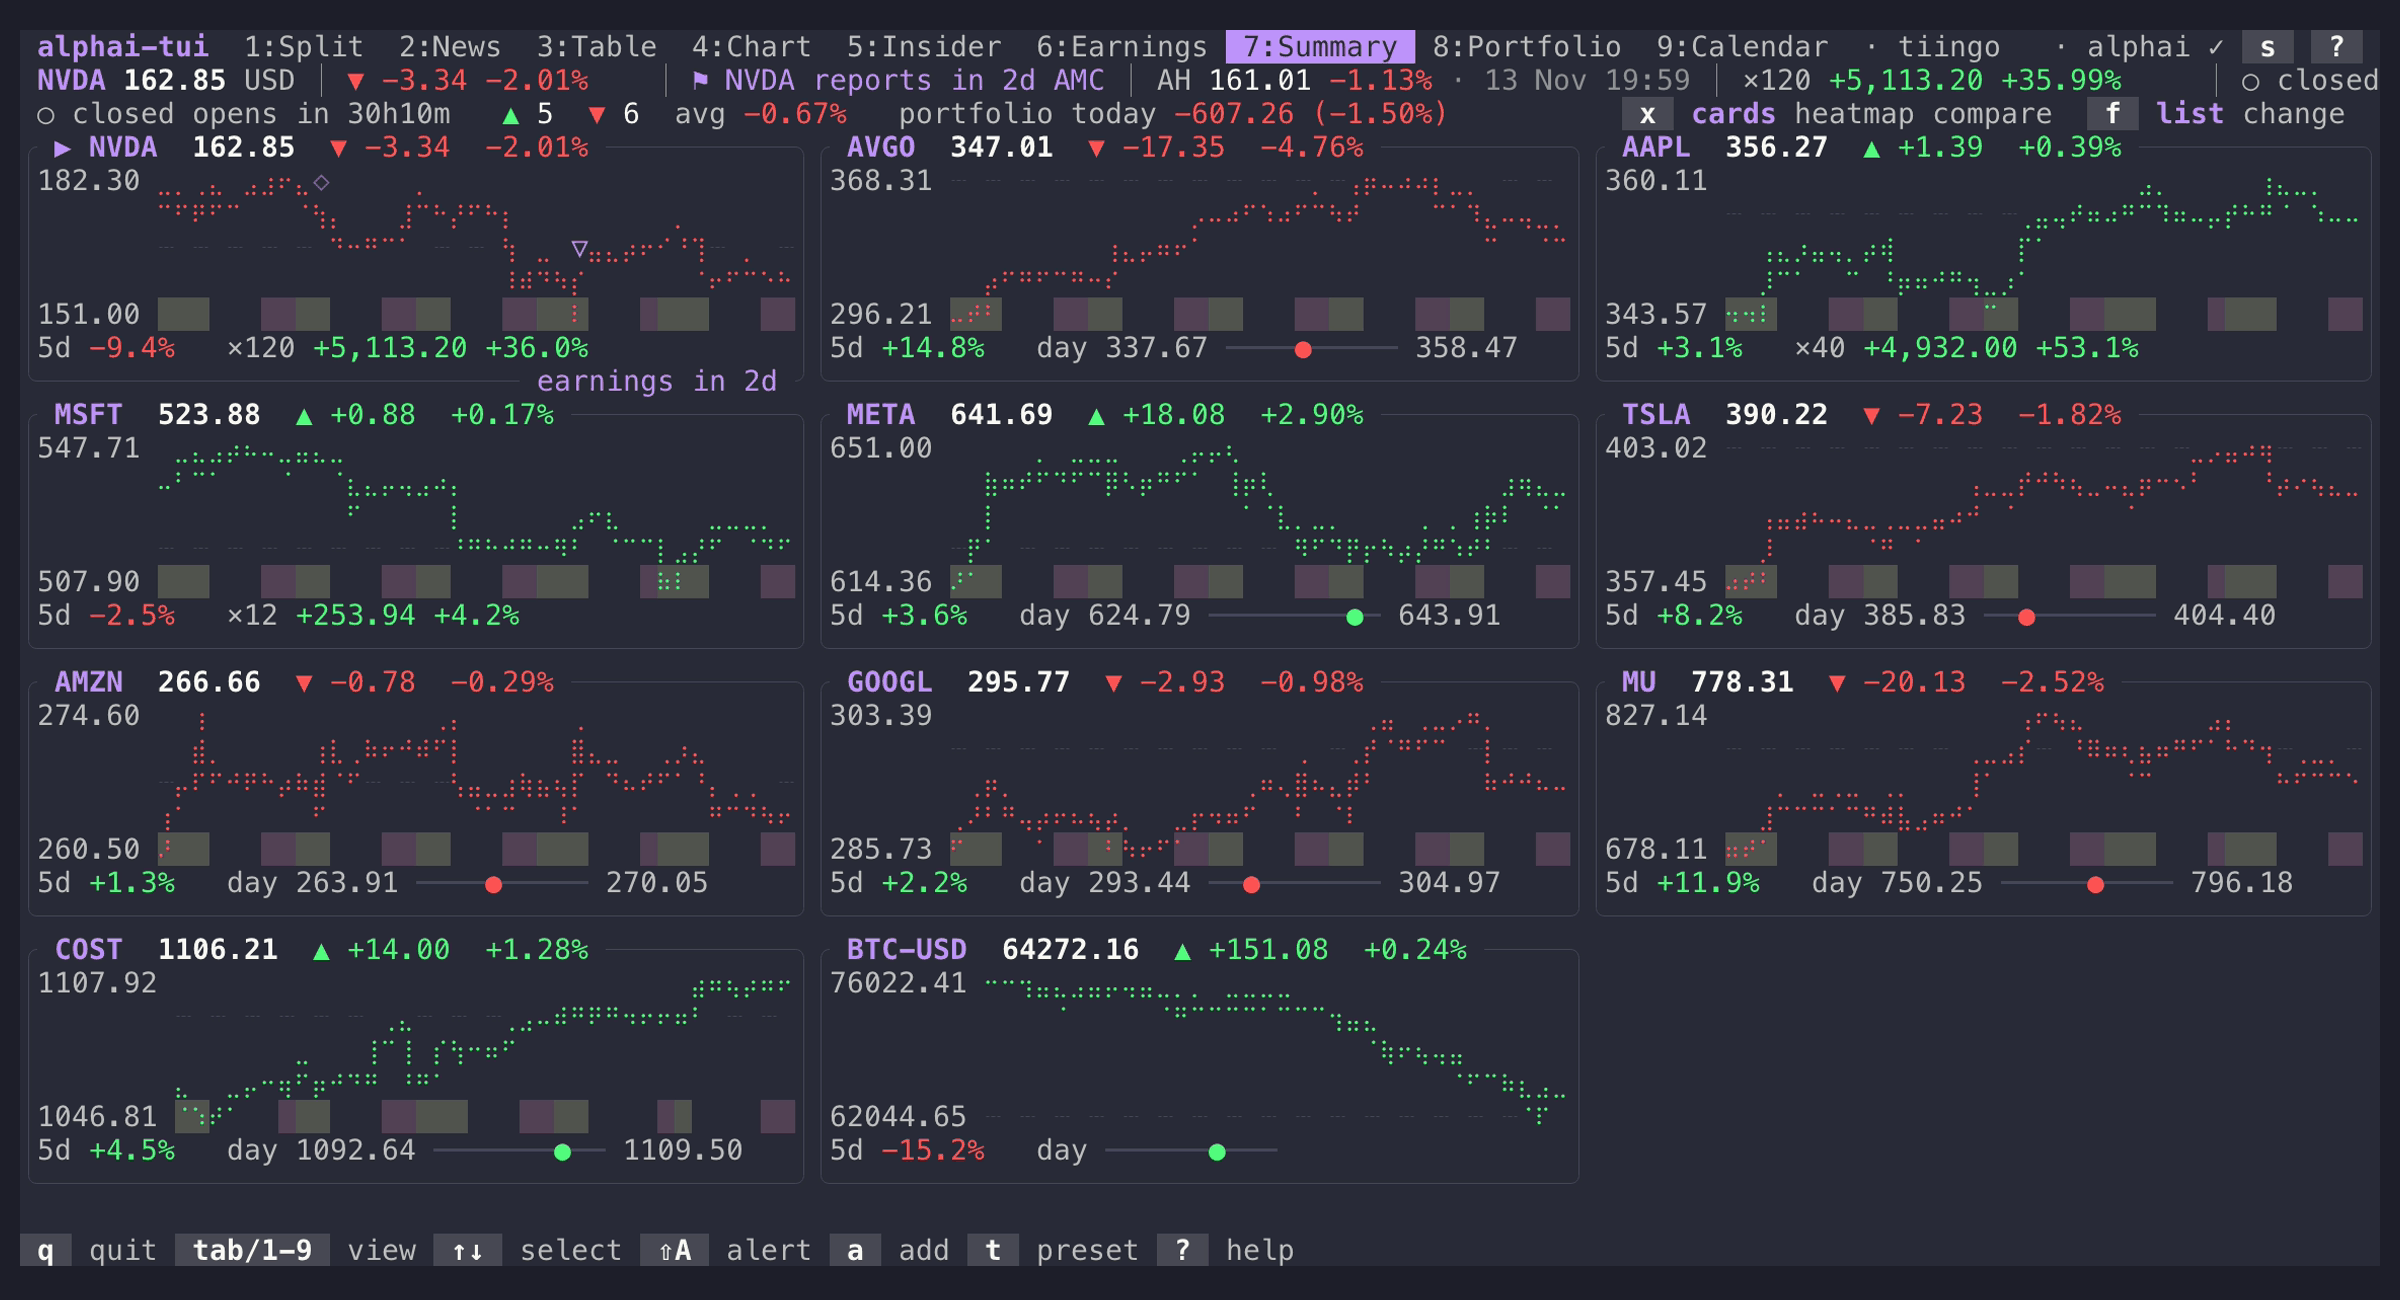 alphai-tui 1:Split 2:News 3:Table 4:Chart 5:Insider 6:Earnings 7:Summary 8:Portfolio 9:Calendar · tiingo · alphai ✓ s ?
NVDA 162.85 USD │ ▼ −3.34 −2.01% │ ⚑ NVDA reports in 2d AMC │ AH 161.01 −1.13% · 13 Nov 19:59 │ ×120 +5,113.20 +35.99% │ ○ closed
○ closed opens in 30h10m ▲ 5 ▼ 6 avg −0.67% portfolio today −607.26 (−1.50%) x cards heatmap compare f list change
▶ NVDA 162.85 ▼ −3.34 −2.01%
182.30
151.00
5d −9.4% ×120 +5,113.20 +36.0%
earnings in 2d
AVGO 347.01 ▼ −17.35 −4.76%
368.31
296.21
5d +14.8% day 337.67 358.47
AAPL 356.27 ▲ +1.39 +0.39%
360.11
343.57
5d +3.1% ×40 +4,932.00 +53.1%
MSFT 523.88 ▲ +0.88 +0.17%
547.71
507.90
5d −2.5% ×12 +253.94 +4.2%
META 641.69 ▲ +18.08 +2.90%
651.00
614.36
5d +3.6% day 624.79 643.91
TSLA 390.22 ▼ −7.23 −1.82%
403.02
357.45
5d +8.2% day 385.83 404.40
AMZN 266.66 ▼ −0.78 −0.29%
274.60
260.50
5d +1.3% day 263.91 270.05
GOOGL 295.77 ▼ −2.93 −0.98%
303.39
285.73
5d +2.2% day 293.44 304.97
MU 778.31 ▼ −20.13 −2.52%
827.14
678.11
5d +11.9% day 750.25 796.18
COST 1106.21 ▲ +14.00 +1.28%
1107.92
1046.81
5d +4.5% day 1092.64 1109.50
BTC−USD 64272.16 ▲ +151.08 +0.24%
76022.41
62044.65
5d −15.2% day
q quit tab/1−9 view ↑↓ select ⇧A alert a add t preset ? help